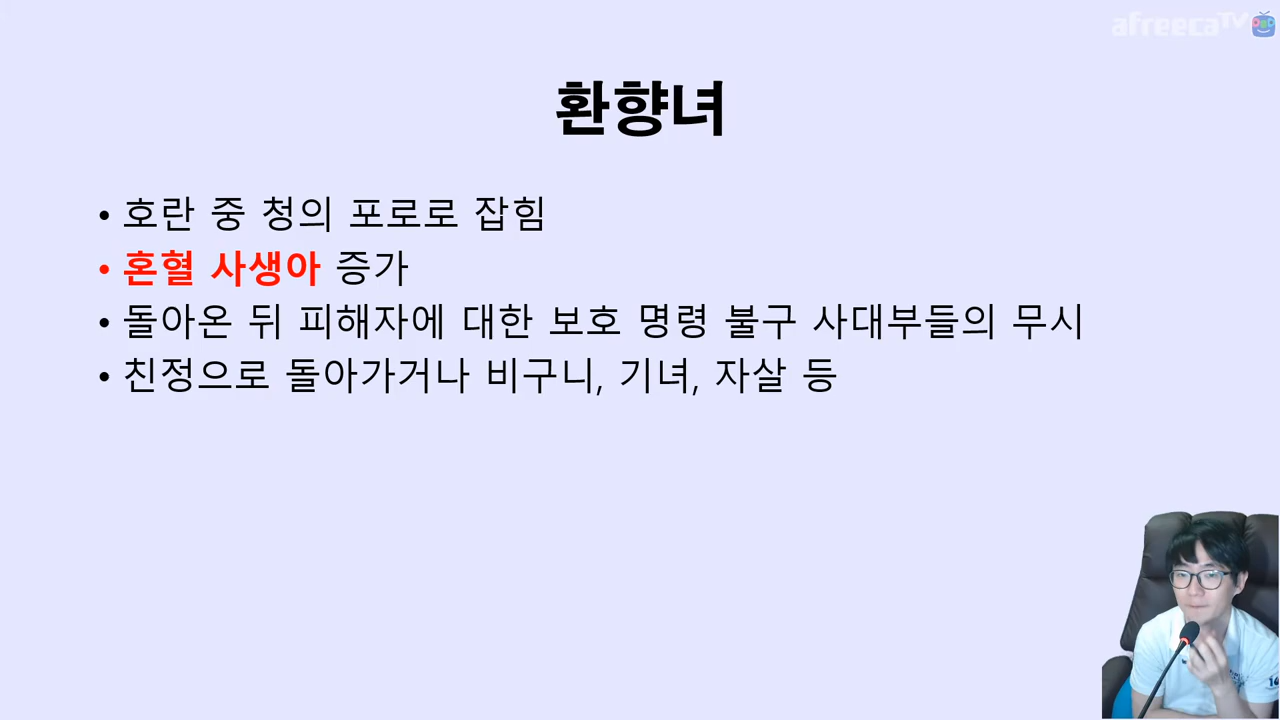 afreecaTV
환향녀
• 호란 중 청의 포로로 잡힘
• 혼혈 사생아 증가
• 돌아온 뒤 피해자에 대한 보호 명령 불구 사대부들의 무시
• 친정으로 돌아가거나 비구니, 기녀, 자살 등